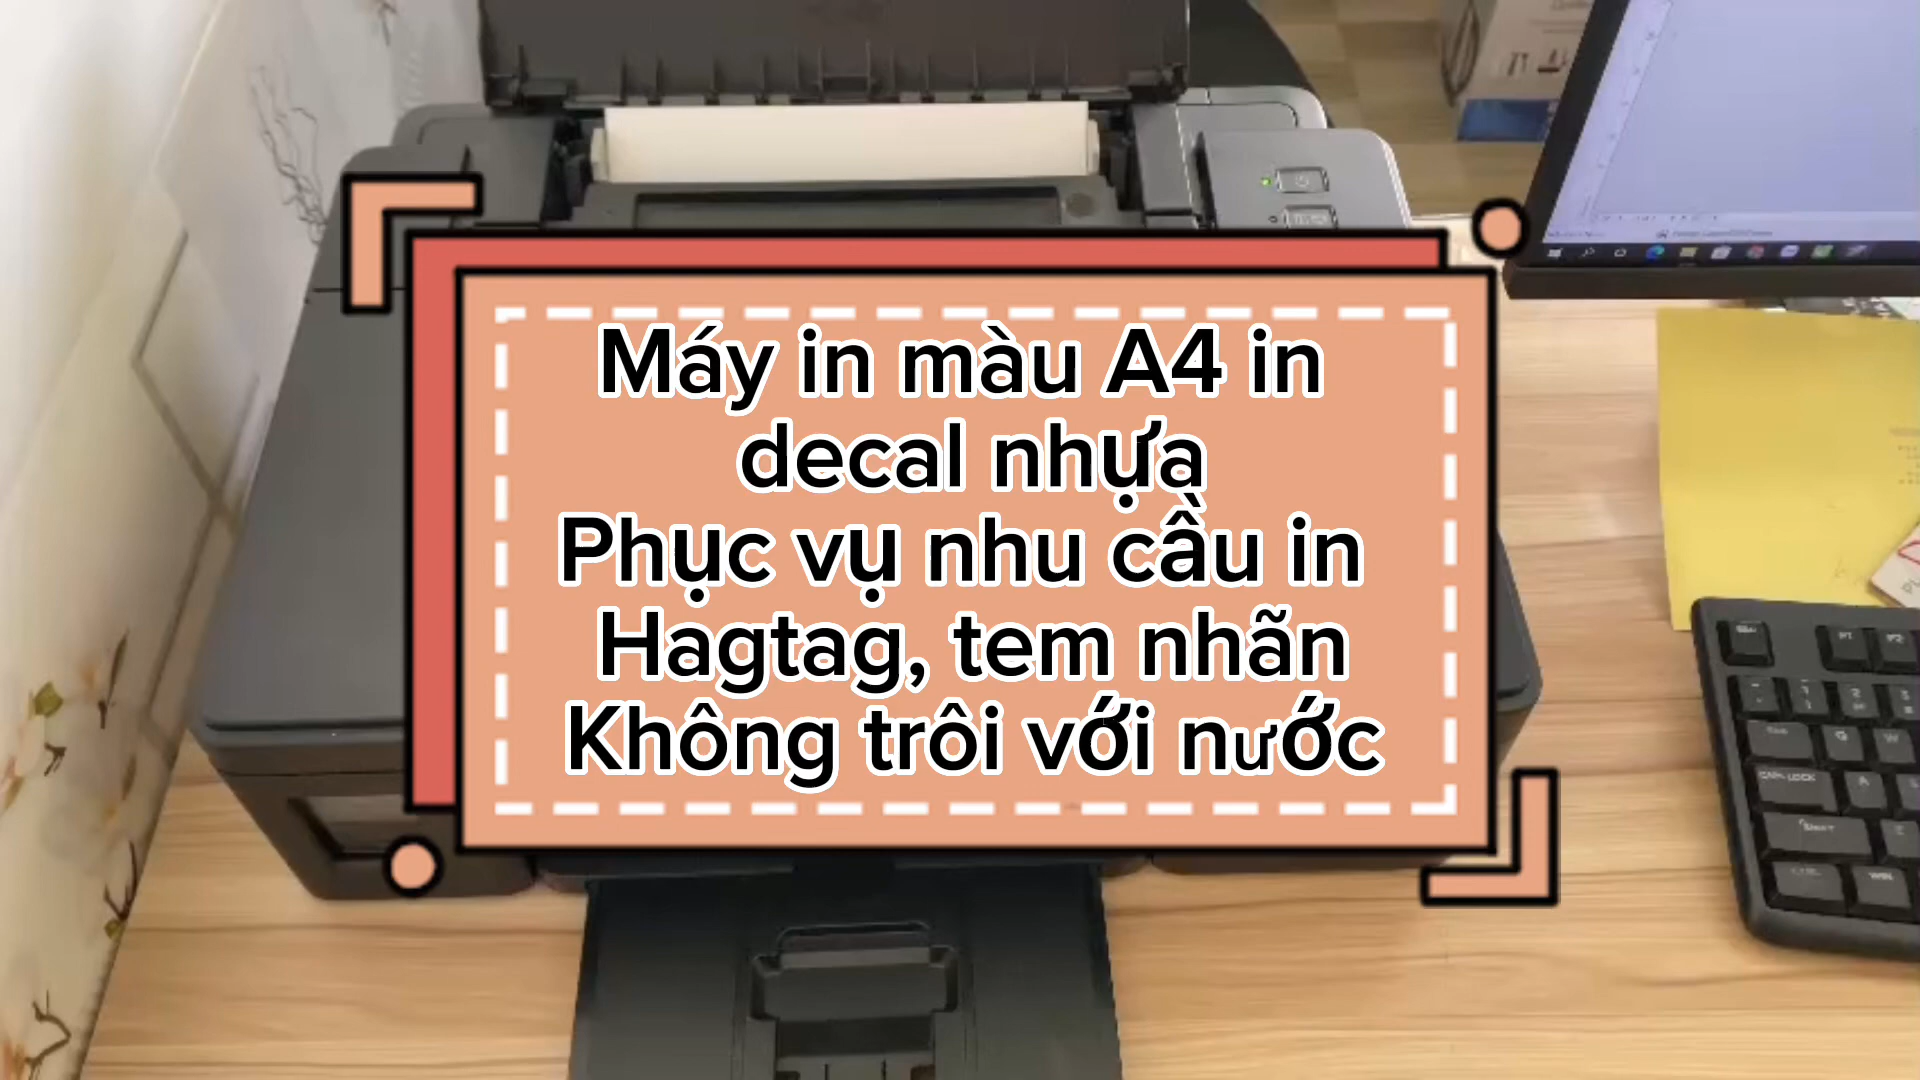 Máy in màu A4 in
decal nhựa
Phục vụ nhu cầu in
Hagtag, tem nhãn
Không trôi với nước